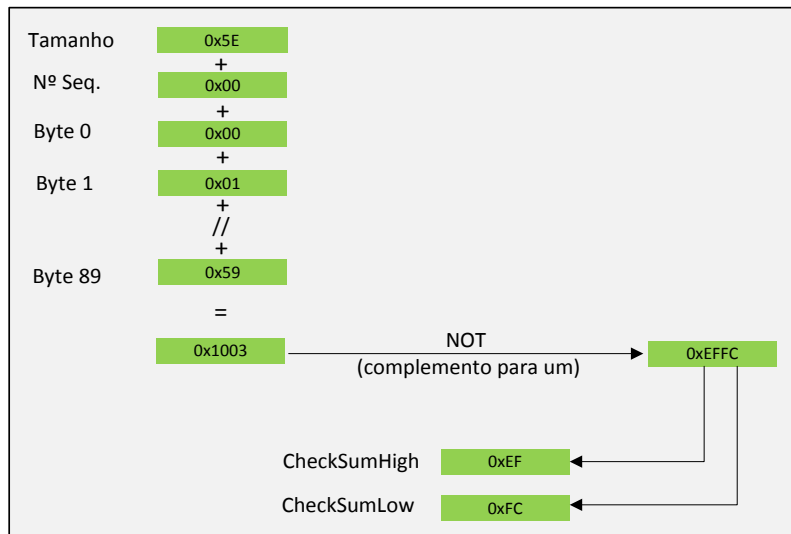 Tamanho 0x5E
+
Nº Seq. 0x00
+
Byte 0 0x00
+
Byte 1 0x01
+
//
+
Byte 89 0x59
=
0x1003 NOT 0xEFFC
(complemento para um)
CheckSumHigh 0xEF
CheckSumLow 0xFC